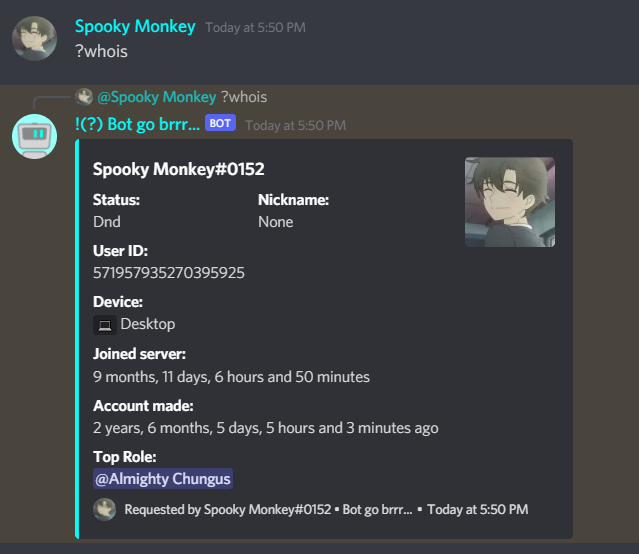 Spooky Monkey Today at 5:50 PM
?whois
@Spooky Monkey ?whois
!(?) Bot go brrr... BOT Today at 5:50 PM
Spooky Monkey#0152
Status: Nickname:
Dnd None
User ID:
571957935270395925
Device:
Desktop
Joined server:
9 months, 11 days, 6 hours and 50 minutes
Account made:
2 years, 6 months, 5 days, 5 hours and 3 minutes ago
Top Role:
@Almighty Chungus
Requested by Spooky Monkey#0152 ▪ Bot go brrr... • Today at 5:50 PM